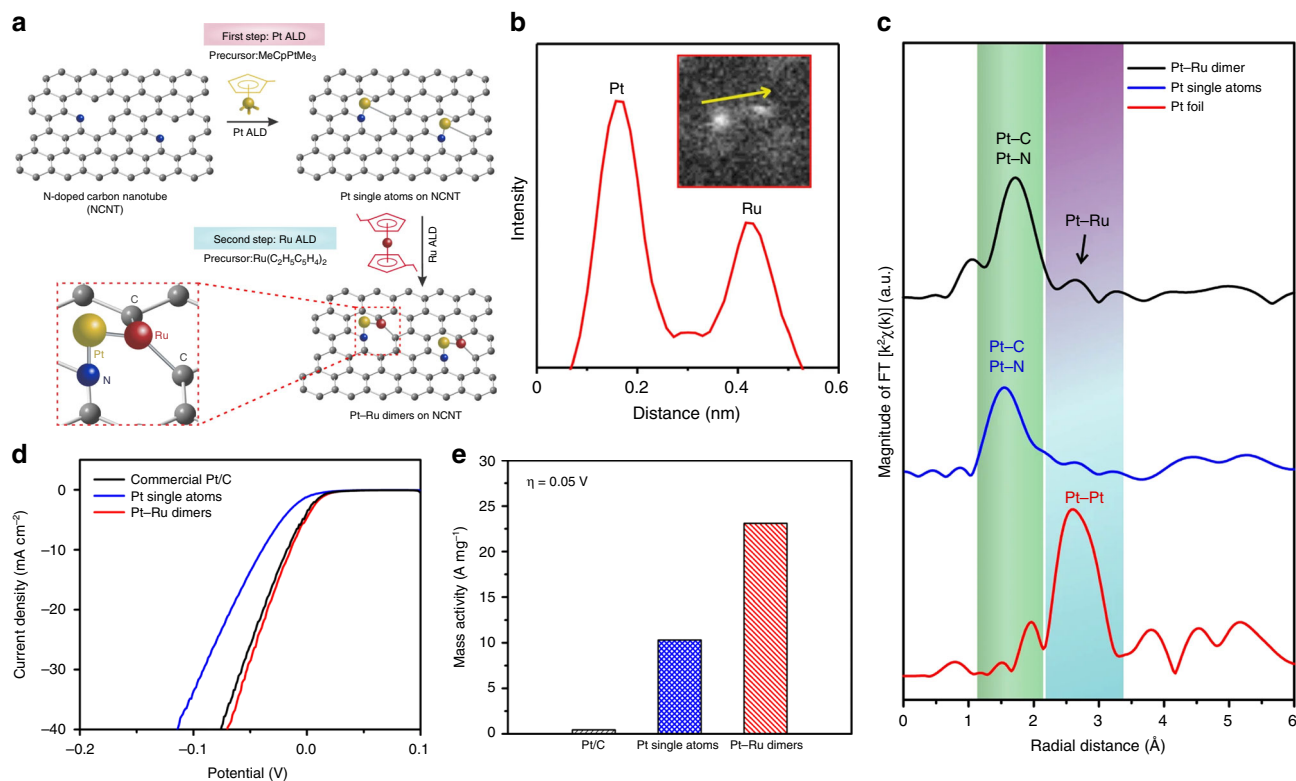 a
First step: Pt ALD
Precursor:MeCpPtMe₃
Pt ALD
N-doped carbon nanotube
(NCNT)
Pt single atoms on NCNT
Second step: Ru ALD
Precursor:Ru(C₂H₅C₅H₄)₂
Ru ALD
C
Ru
Pt
C
N
Pt–Ru dimers on NCNT
b
Pt
Ru
Intensity
0
0.2
0.4
0.6
Distance (nm)
c
Pt–Ru dimer
Pt single atoms
Pt foil
Pt–C
Pt–N
Pt–Ru
Pt–C
Pt–N
Pt–Pt
Magnitude of FT [k²χ(k)] (a.u.)
0
1
2
3
4
5
6
Radial distance (Å)
d
Commercial Pt/C
Pt single atoms
Pt–Ru dimers
0
–10
–20
–30
–40
Current density (mA cm⁻²)
–0.2
–0.1
0.0
0.1
Potential (V)
e
η = 0.05 V
30
25
20
15
10
5
0
Mass activity (A mg⁻¹)
Pt/C
Pt single atoms
Pt–Ru dimers